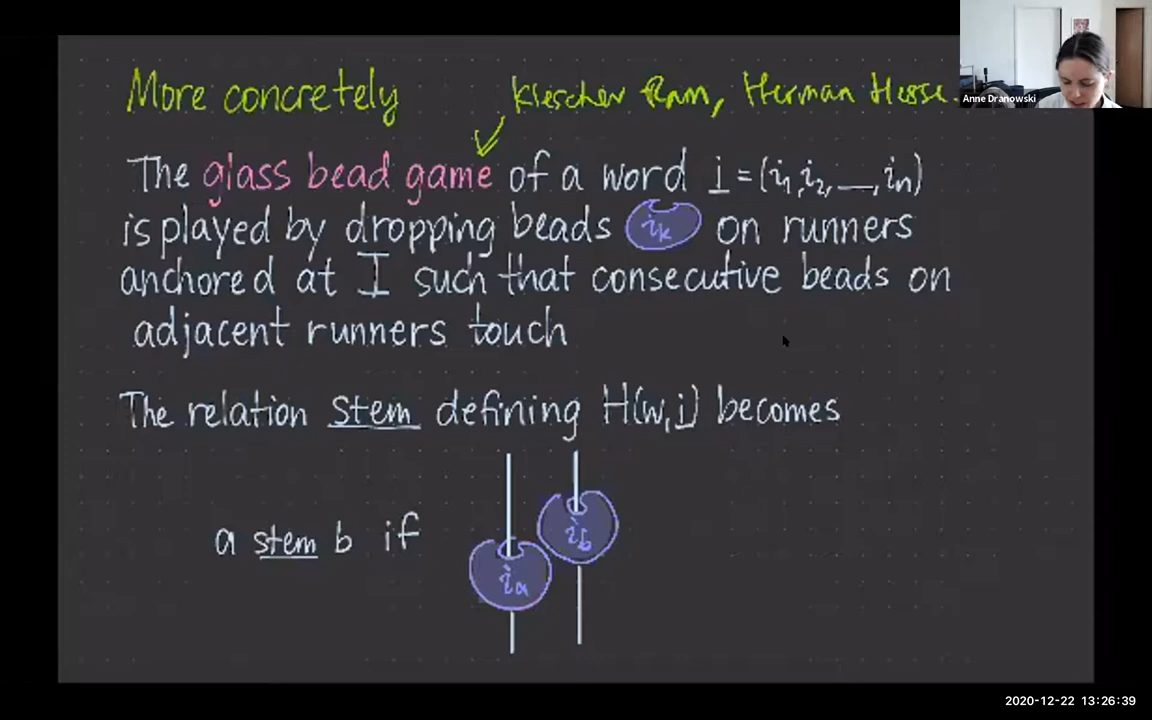 More concretely
Klescher Ram, Herman Hesse.
Anne Dranowski
The glass bead game of a word i = (i1, i2, —, in)
is played by dropping beads ik on runners
anchored at I such that consecutive beads on
adjacent runners touch
The relation stem defining H(w,i) becomes
a stem b if
ib
ia
2020-12-22 13:26:39